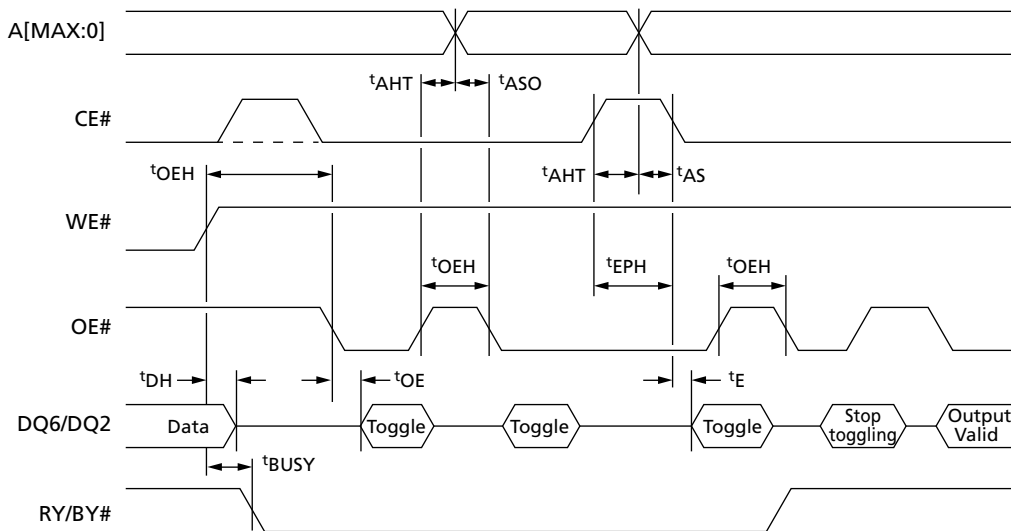 A[MAX:0]
tAHT tASO
CE#
tOEH tAHT tAS
WE#
tOEH tEPH tOEH
OE#
tDH tOE tE
DQ6/DQ2 Data Toggle Toggle Toggle Stop toggling Output Valid
tBUSY
RY/BY#